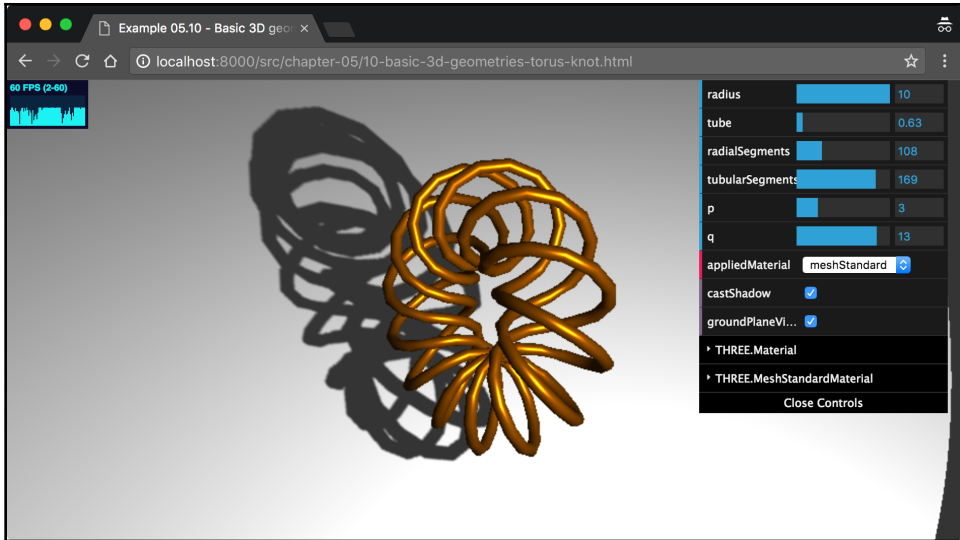 Example 05.10 - Basic 3D geor
localhost:8000/src/chapter-05/10-basic-3d-geometries-torus-knot.html
60 FPS (2-60)
radius 10
tube 0.63
radialSegments 108
tubularSegments 169
p 3
q 13
appliedMaterial meshStandard
castShadow
groundPlaneVi...
THREE.Material
THREE.MeshStandardMaterial
Close Controls